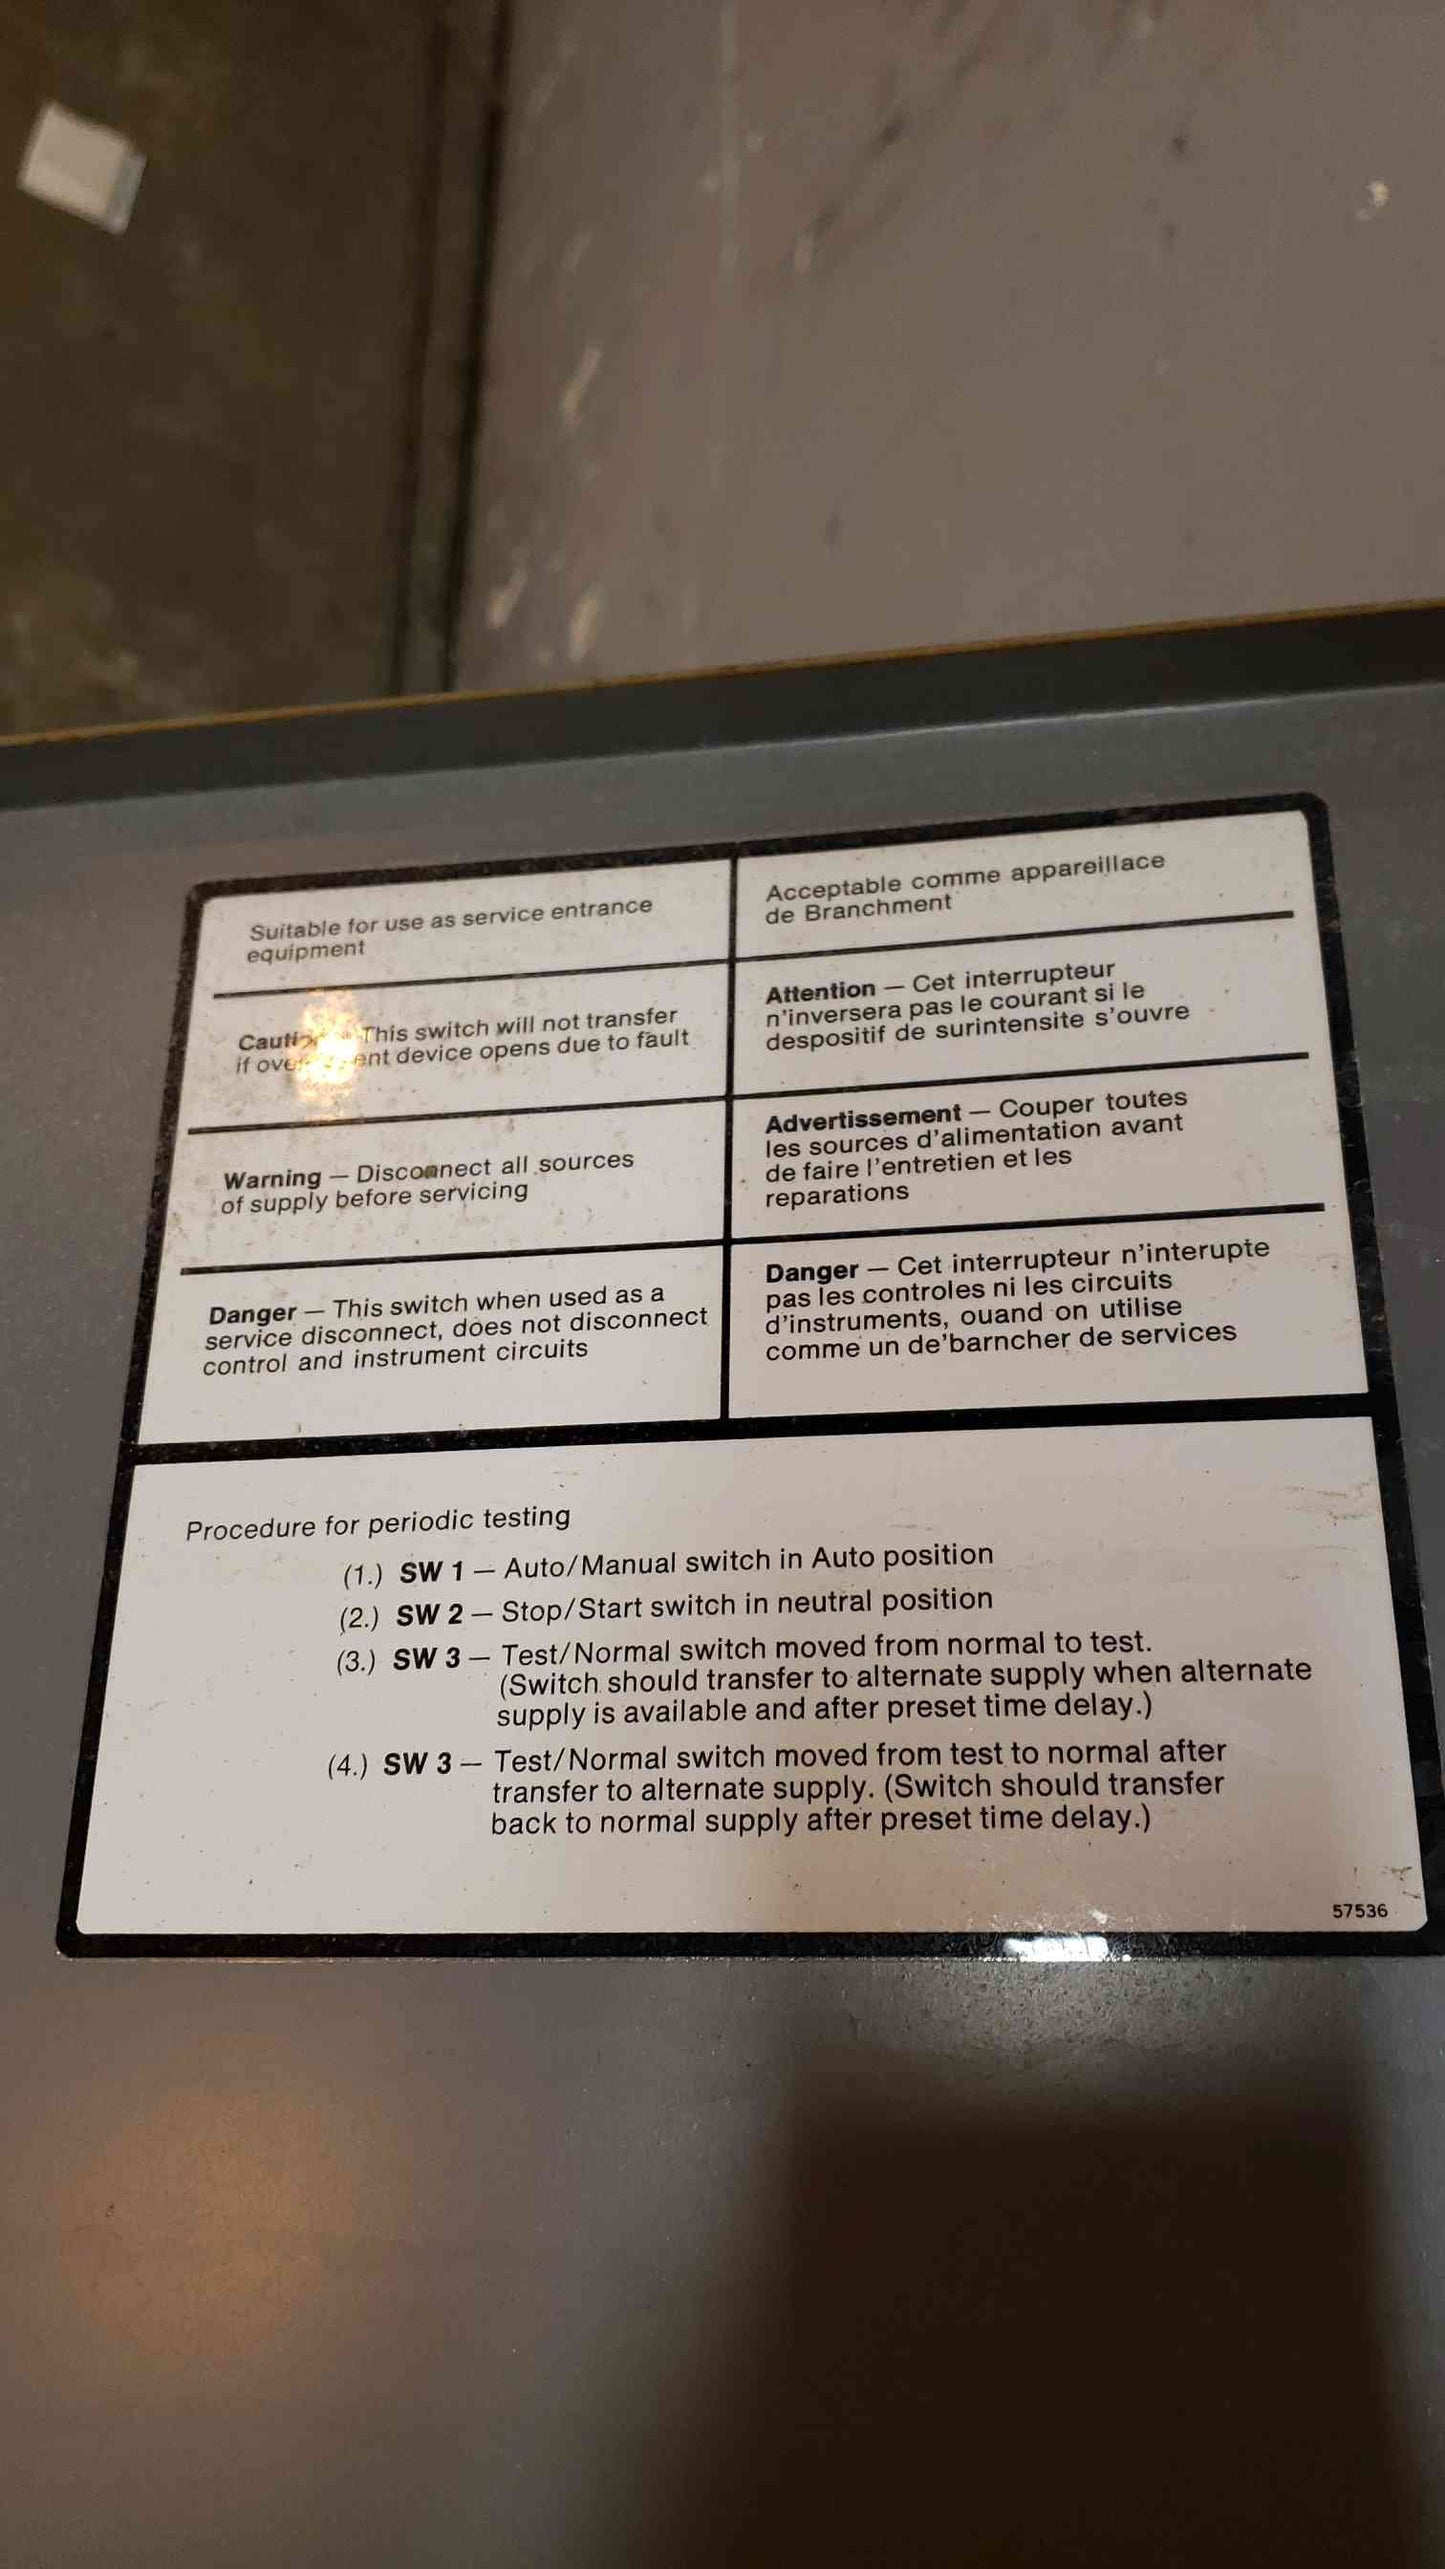 Suitable for use as service entrance
equipment
This switch will not transfer
if device opens due to fault
Warning — Disconnect all sources
of supply before servicing
Danger — This switch when used as a
service disconnect, does not disconnect
control and instrument circuits
Acceptable comme appareillace
de Branchment
Attention — Cet interrupteur
n'inversera pas le courant si le
despositif de surintensite s'ouvre
Advertissement — Couper toutes
les sources d'alimentation avant
de faire l'entretien et les
reparations
Danger — Cet interrupteur n'interupte
pas les controles ni les circuits
d'instruments, ouand on utilise
comme un de'barncher de services
Procedure for periodic testing
(1.) SW 1 — Auto/Manual switch in Auto position
(2.) SW 2 — Stop/Start switch in neutral position
(3.) SW 3 — Test/Normal switch moved from normal to test.
(Switch should transfer to alternate supply when alternate
supply is available and after preset time delay.)
(4.) SW 3 — Test/Normal switch moved from test to normal after
transfer to alternate supply. (Switch should transfer
back to normal supply after preset time delay.)
57536